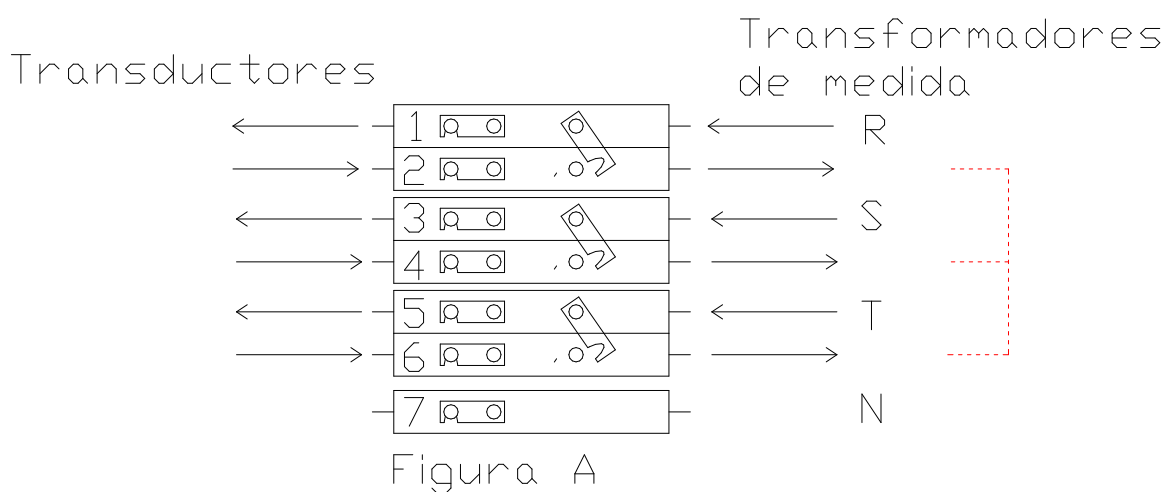 Transductores
Transformadores
de medida
1
R
2
3
S
4
5
T
6
7
N
Figura A